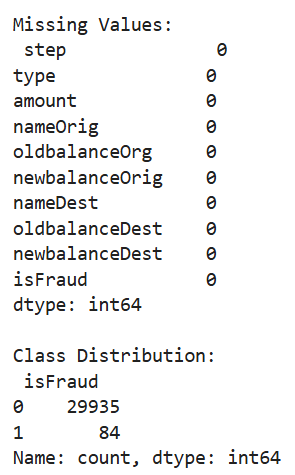 Missing Values:
 step              0
type              0
amount            0
nameOrig          0
oldbalanceOrg     0
newbalanceOrig    0
nameDest          0
oldbalanceDest    0
newbalanceDest    0
isFraud           0
dtype: int64

Class Distribution:
 isFraud
0    29935
1       84
Name: count, dtype: int64